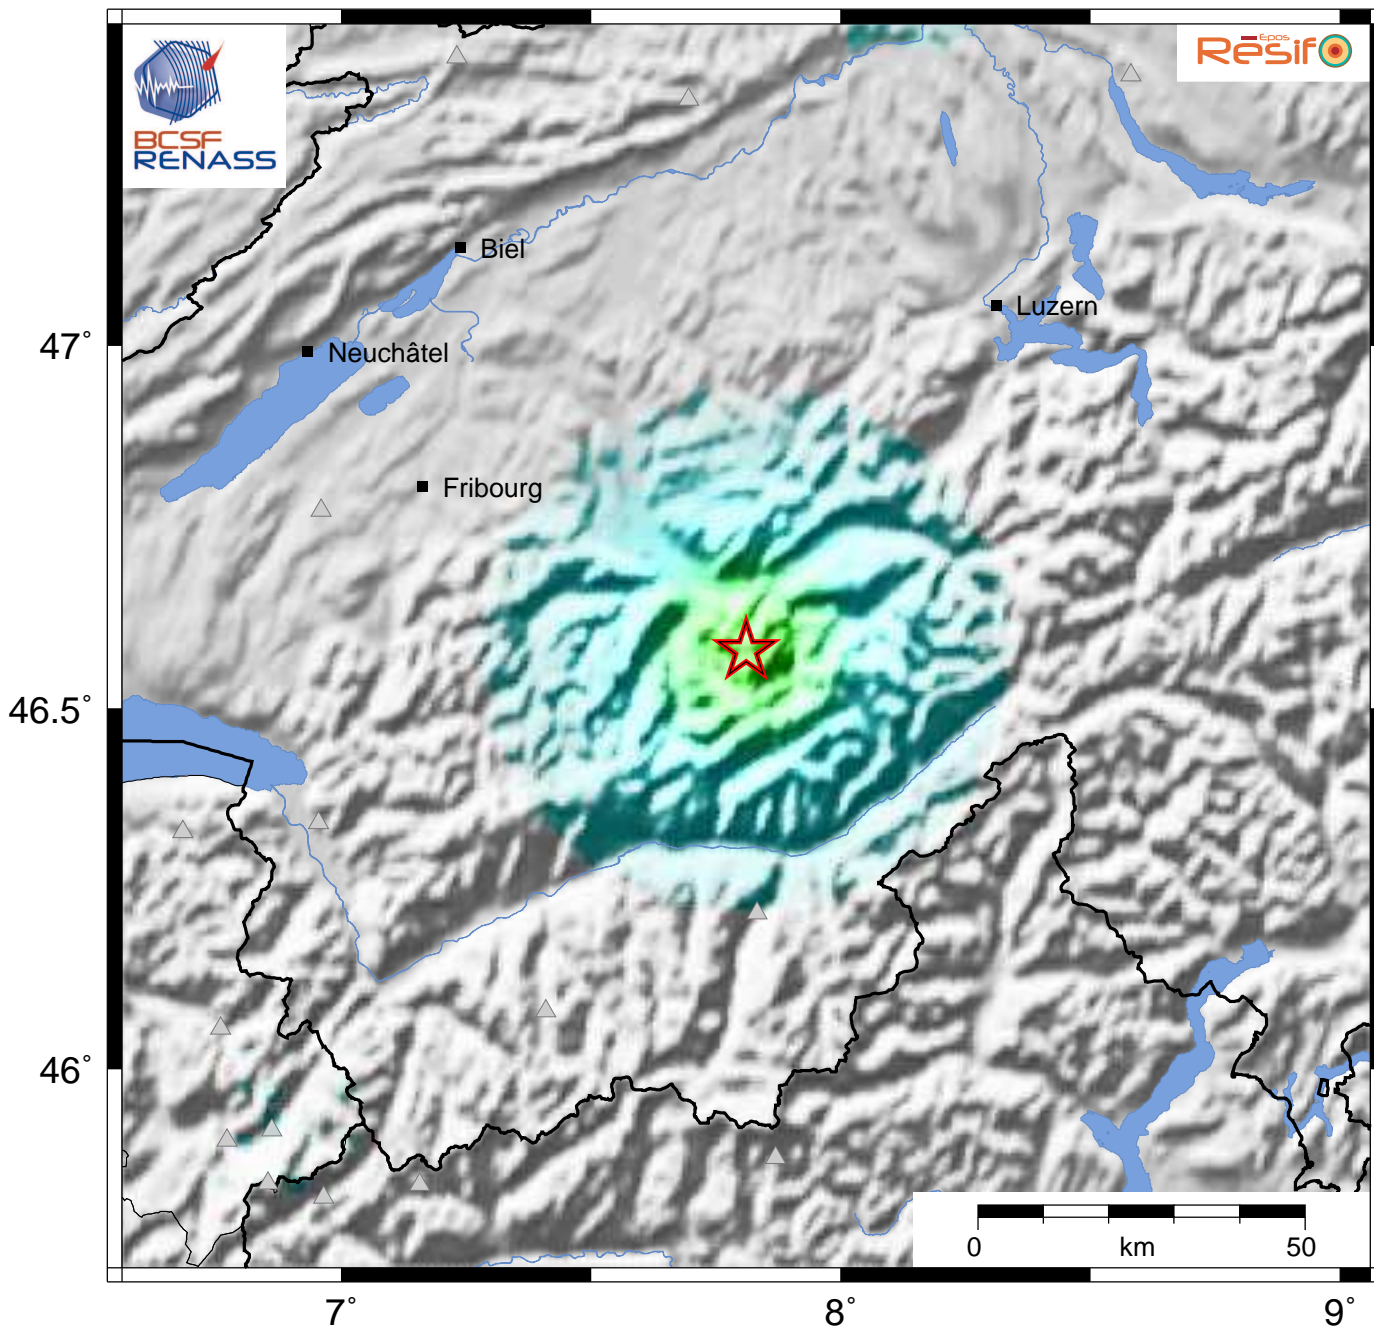 BCSF
RENASS
Epos
Résif
Biel
Luzern
47°
Neuchâtel
Fribourg
46.5°
46°
0 km 50
7° 8° 9°